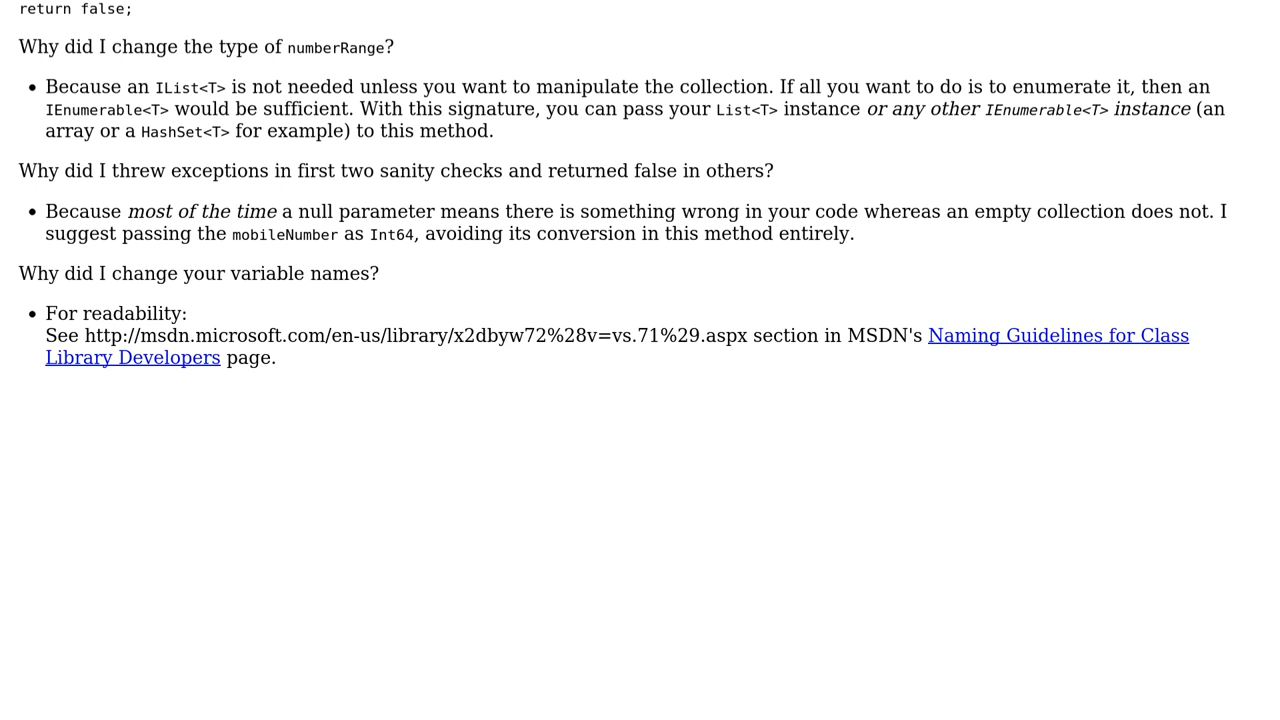 return false;
Why did I change the type of numberRange?
• Because an IList<T> is not needed unless you want to manipulate the collection. If all you want to do is to enumerate it, then an
IEnumerable<T> would be sufficient. With this signature, you can pass your List<T> instance or any other IEnumerable<T> instance (an
array or a HashSet<T> for example) to this method.
Why did I threw exceptions in first two sanity checks and returned false in others?
• Because most of the time a null parameter means there is something wrong in your code whereas an empty collection does not. I
suggest passing the mobileNumber as Int64, avoiding its conversion in this method entirely.
Why did I change your variable names?
• For readability:
See http://msdn.microsoft.com/en-us/library/x2dbyw72%28v=vs.71%29.aspx section in MSDN's Naming Guidelines for Class
Library Developers page.